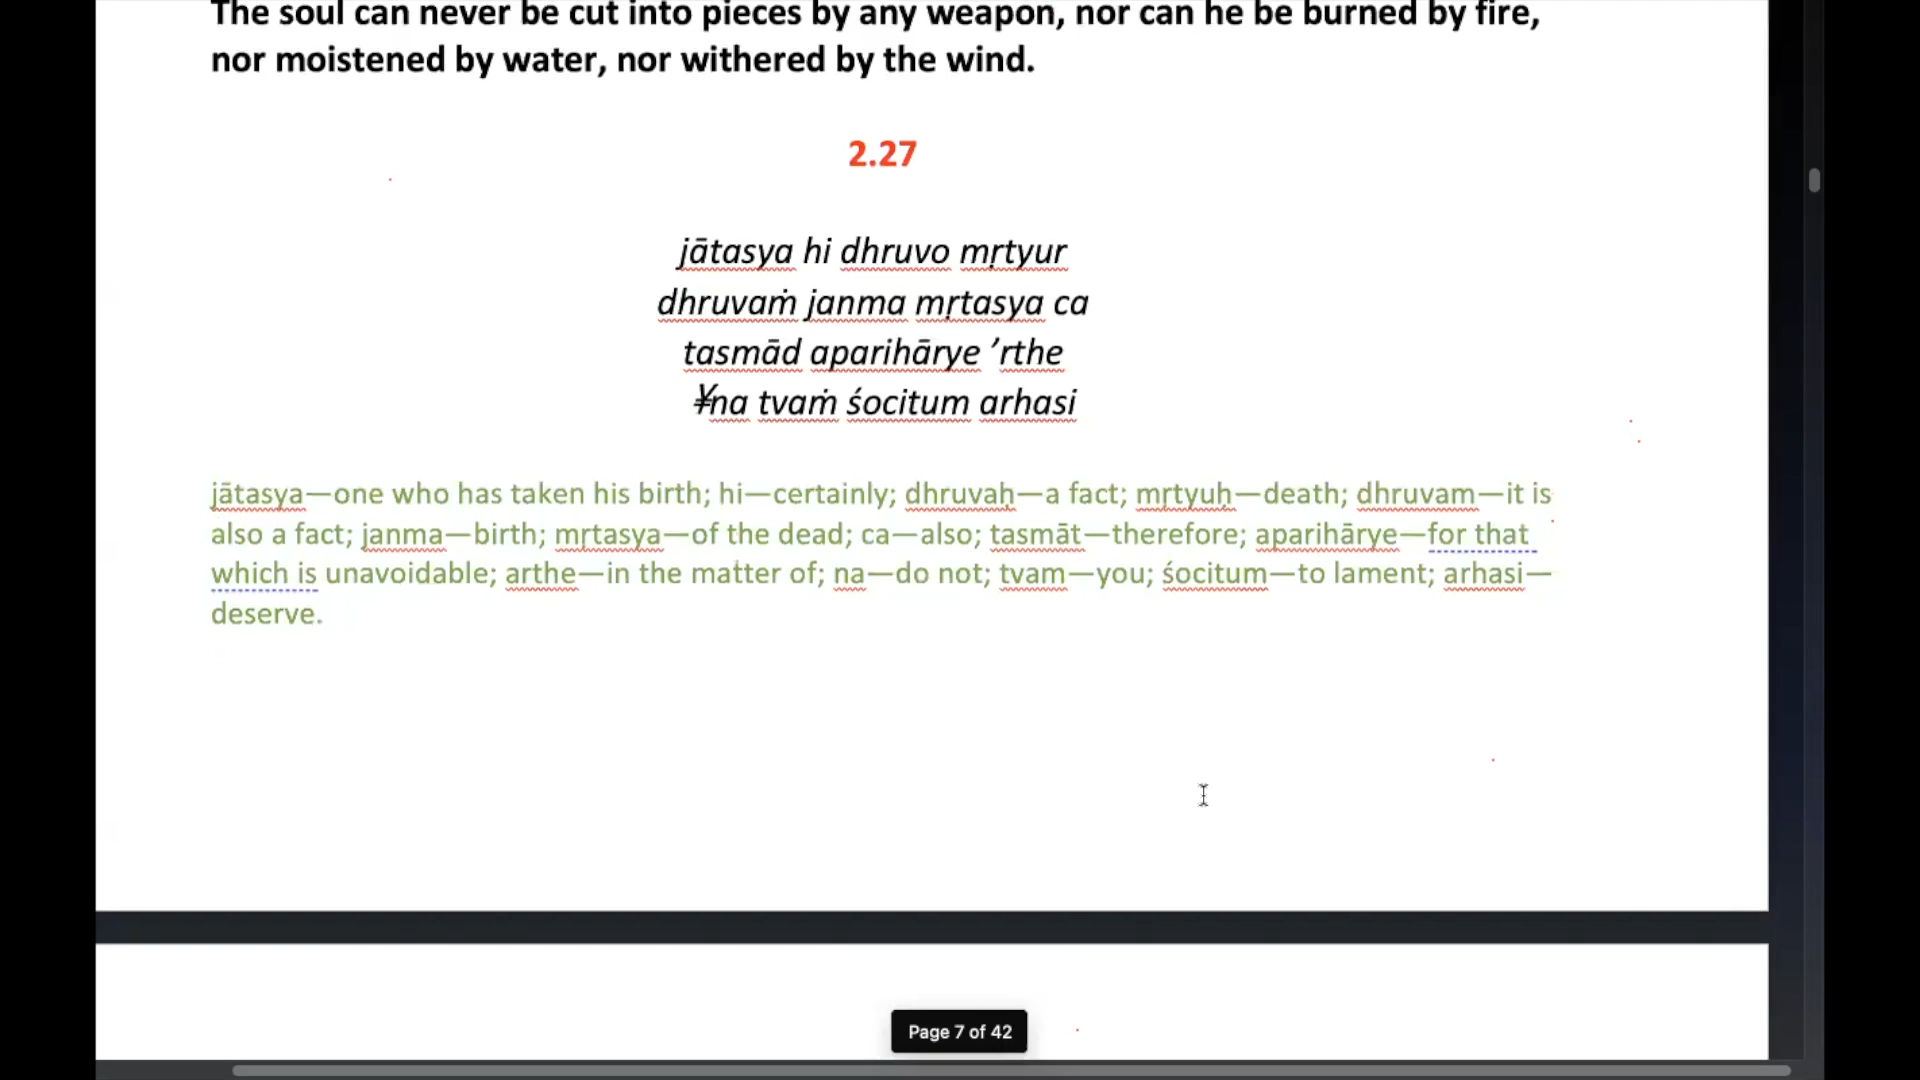 The soul can never be cut into pieces by any weapon, nor can he be burned by fire,
nor moistened by water, nor withered by the wind.
2.27
jātasya hi dhruvo mṛtyur
dhruvaṁ janma mṛtasya ca
tasmād aparihārye ’rthe
¥na tvaṁ śocitum arhasi
jātasya—one who has taken his birth; hi—certainly; dhruvaḥ—a fact; mṛtyuḥ—death; dhruvam—it is
also a fact; janma—birth; mṛtasya—of the dead; ca—also; tasmāt—therefore; aparihārye—for that
which is unavoidable; arthe—in the matter of; na—do not; tvam—you; śocitum—to lament; arhasi—
deserve.
Page 7 of 42